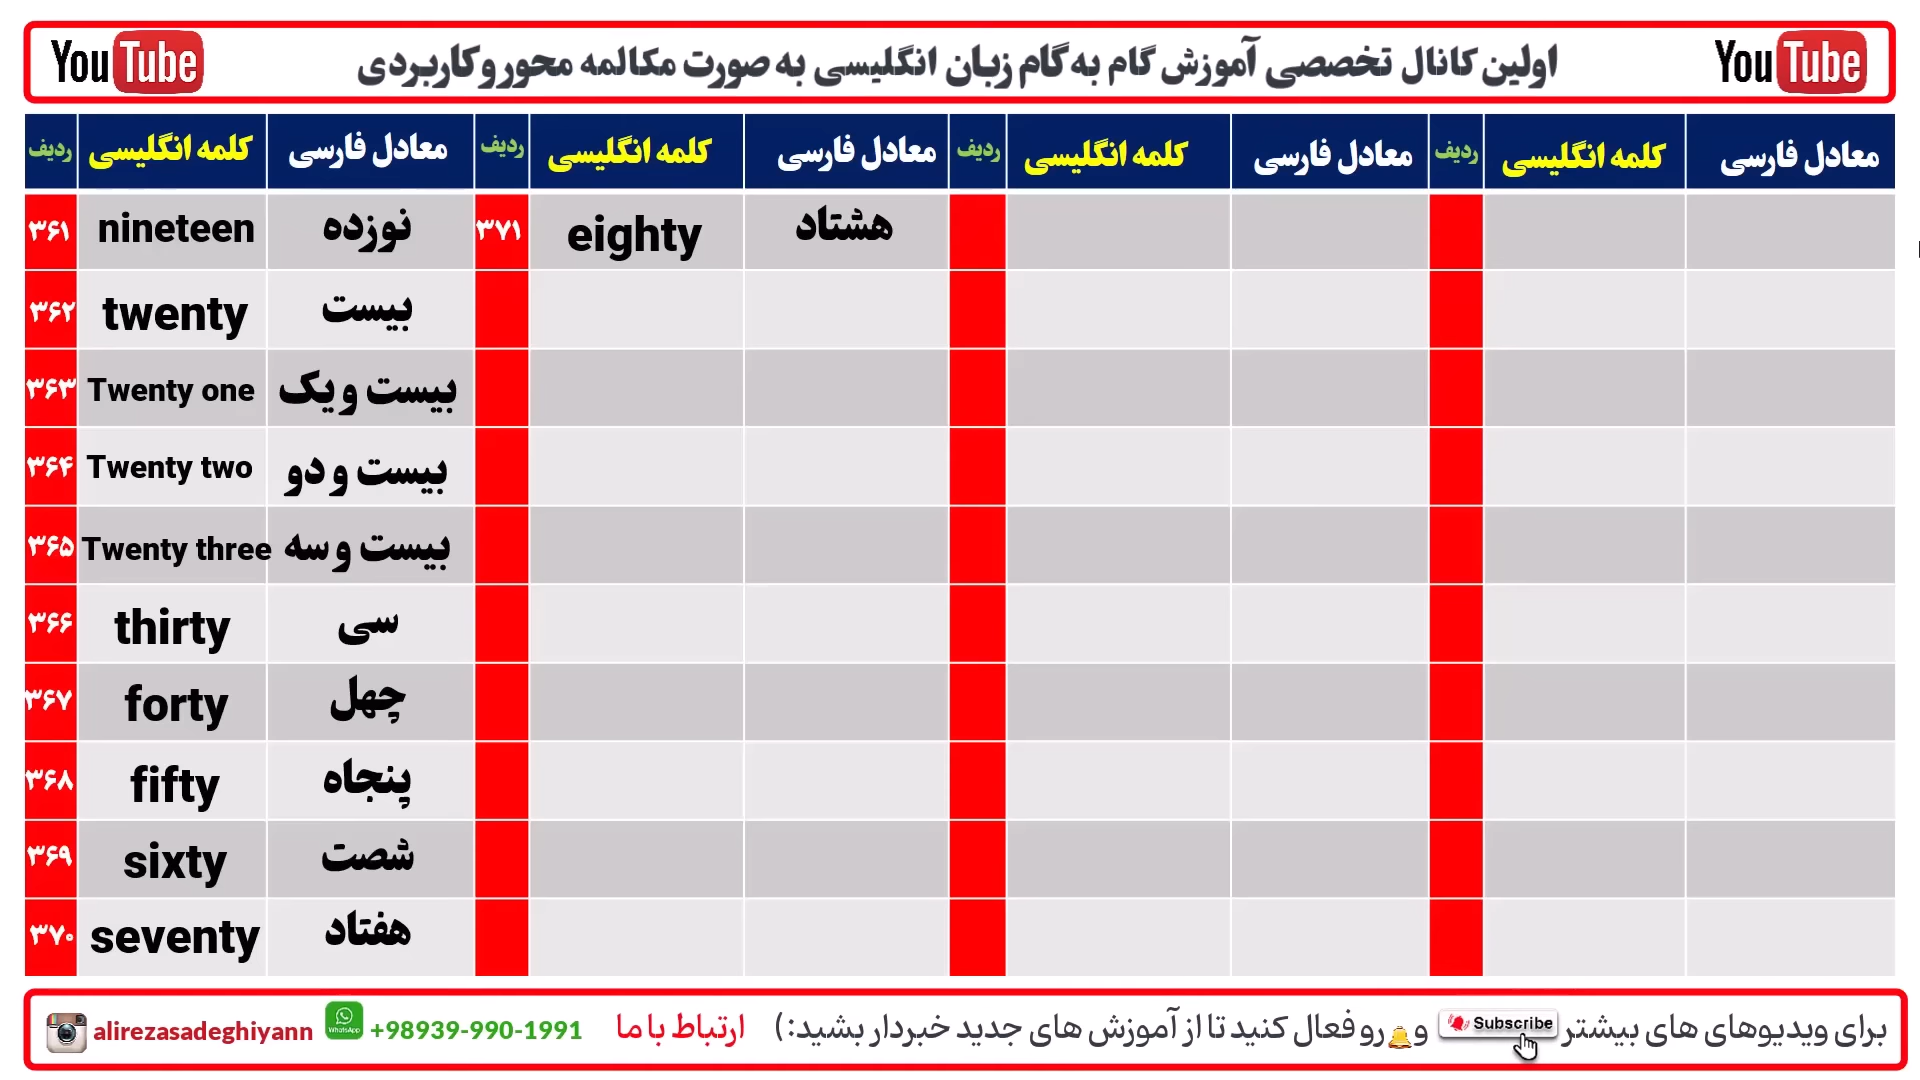 YouTube اولین کانال تخصصی آموزش گام به گام زبان انگلیسی به صورت مکالمه محور و کاربردی YouTube
ردیف کلمه انگلیسی معادل فارسی ردیف کلمه انگلیسی معادل فارسی ردیف کلمه انگلیسی معادل فارسی ردیف کلمه انگلیسی معادل فارسی
۳۶۱ nineteen نوزده ۳۷۱ eighty هشتاد
۳۶۲ twenty بیست
۳۶۳ Twenty one بیست و یک
۳۶۴ Twenty two بیست و دو
۳۶۵ Twenty three بیست و سه
۳۶۶ thirty سی
۳۶۷ forty چهل
۳۶۸ fifty پنجاه
۳۶۹ sixty شصت
۳۷۰ seventy هفتاد
برای ویدیوهای های بیشتر Subscribe و رو فعال کنید تا از آموزش های جدید خبردار بشید:) ارتباط با ما +98939-990-1991 WhatsApp alirezasadeghiyann